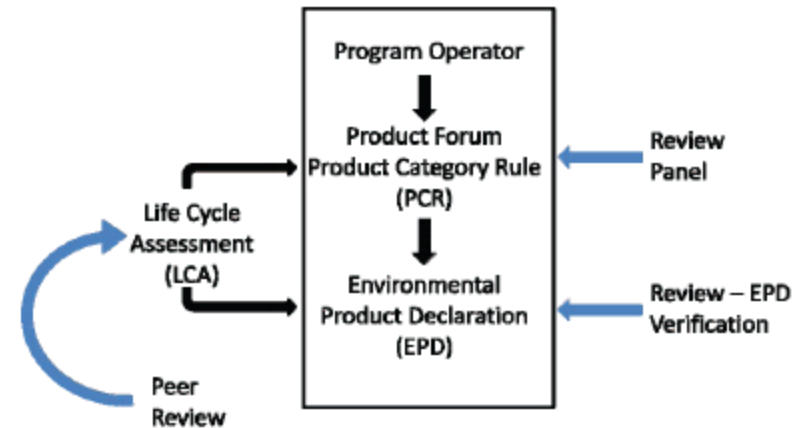 Program Operator
Product Forum
Product Category Rule
(PCR)
Review
Panel
Life Cycle
Assessment
(LCA)
Environmental
Product Declaration
(EPD)
Review – EPD
Verification
Peer
Review